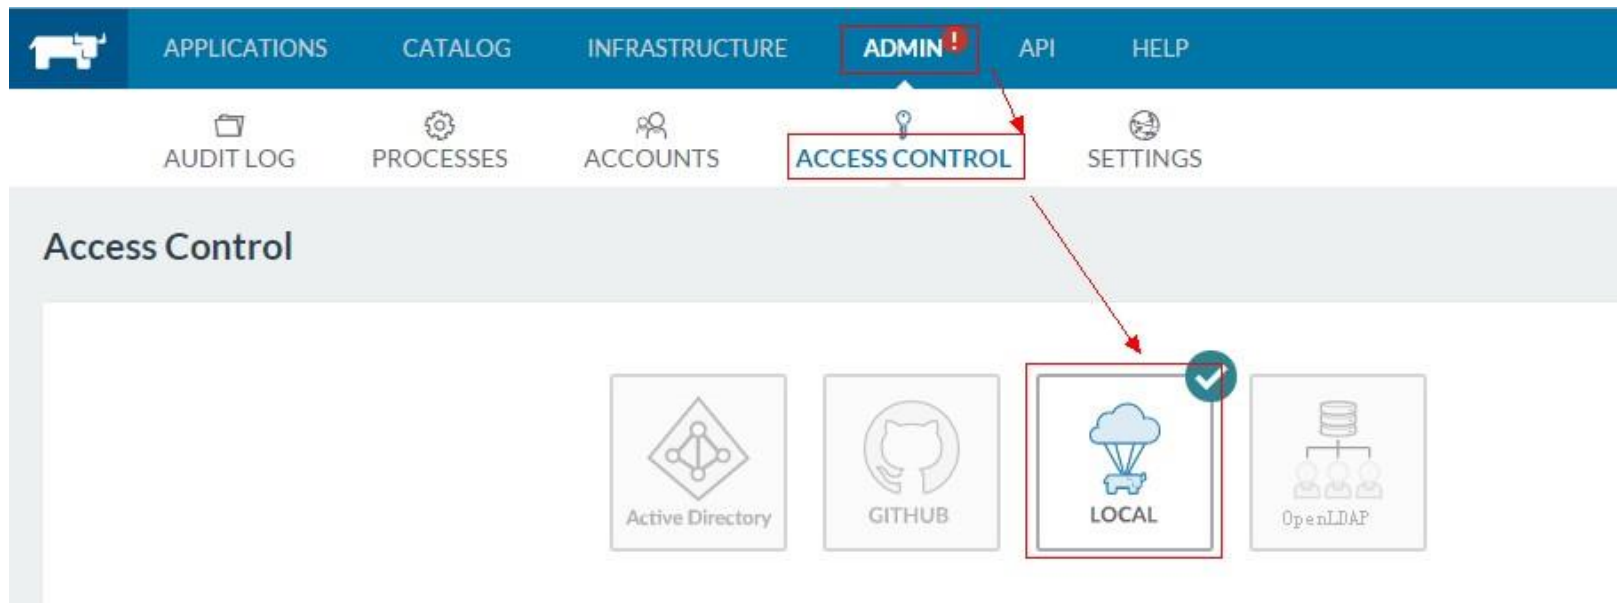 APPLICATIONS CATALOG INFRASTRUCTURE ADMIN ! API HELP
AUDIT LOG PROCESSES ACCOUNTS ACCESS CONTROL SETTINGS
Access Control
Active Directory GITHUB LOCAL OpenLDAP